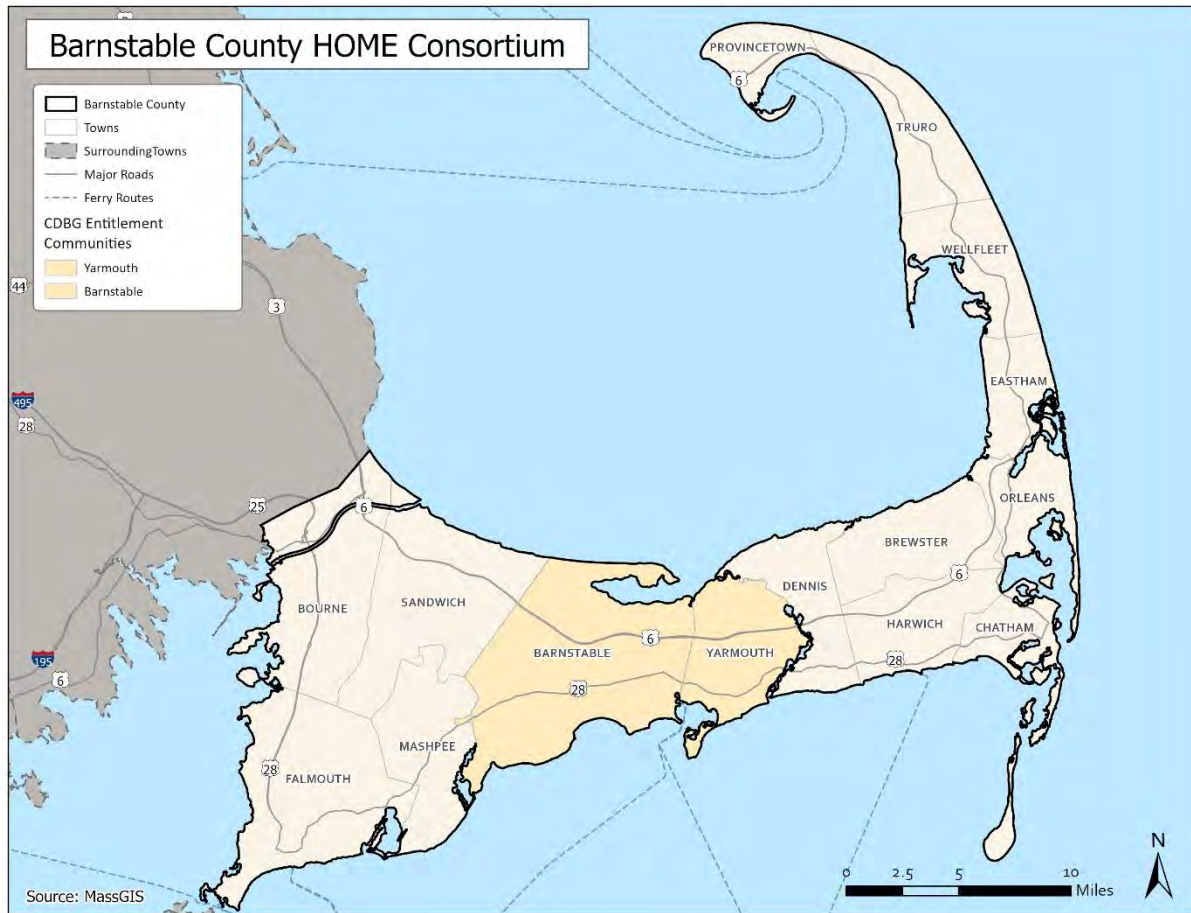 Barnstable County HOME Consortium
Barnstable County
Towns
SurroundingTowns
Major Roads
Ferry Routes
CDBG Entitlement
Communities
Yarmouth
Barnstable
PROVINCETOWN
6
TRURO
WELLFLEET
EASTHAM
ORLEANS
BREWSTER
6
DENNIS
HARWICH
CHATHAM
28
44
3
495
28
25
6
195
6
BOURNE
SANDWICH
BARNSTABLE
6
YARMOUTH
28
MASHPEE
28
FALMOUTH
Source: MassGIS
N
0 2.5 5 10
Miles